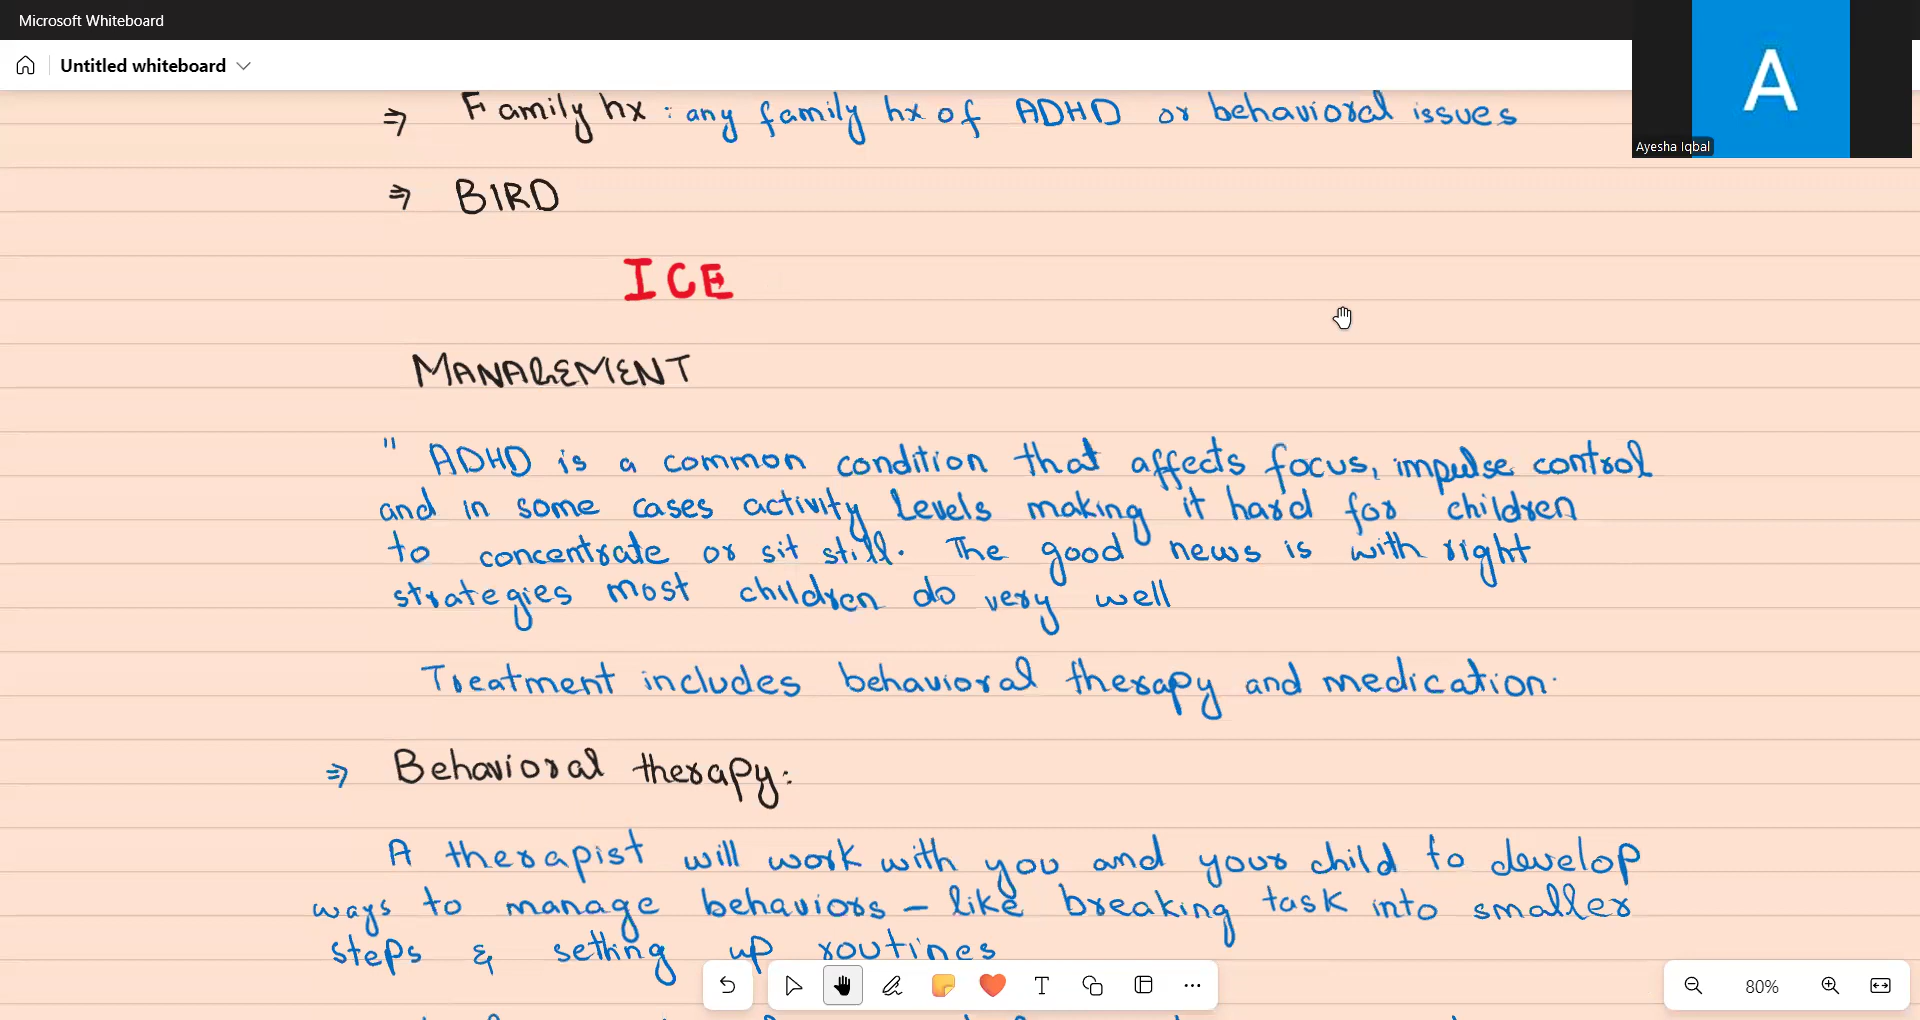 Microsoft Whiteboard
Untitled whiteboard
A
Ayesha Iqbal
⇒ Family hx : any family hx of ADHD or behavioral issues
⇒ BIRD
ICE
MANAGEMENT
" ADHD is a common condition that affects focus, impulse control
and in some cases activity levels making it hard for children
to concentrate or sit still. The good news is with right
strategies most children do very well
Treatment includes behavioral therapy and medication.
⇒ Behavioral therapy:
A therapist will work with you and your child to develop
ways to manage behaviors – like breaking task into smaller
steps & setting up routines
80%